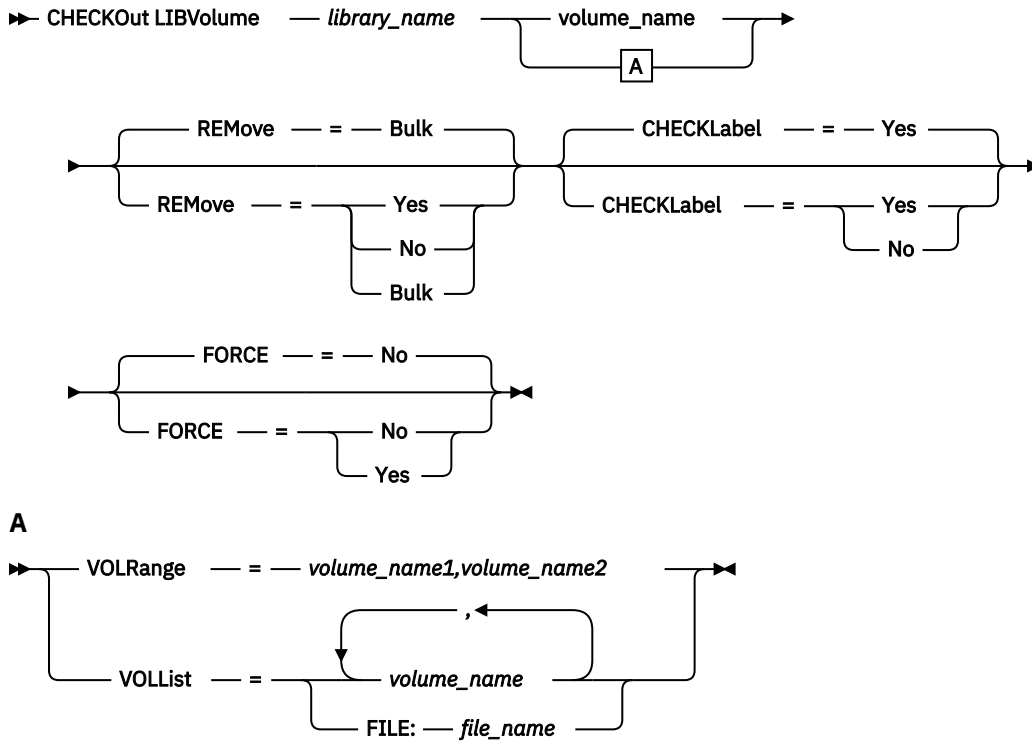 CHECKOut LIBVolume library_name volume_name
A
REMove = Bulk CHECKLabel = Yes
REMove = Yes CHECKLabel = Yes
No No
Bulk
FORCE = No
FORCE = No
Yes
A
VOLRange = volume_name1,volume_name2
,
VOLList = volume_name
FILE: file_name